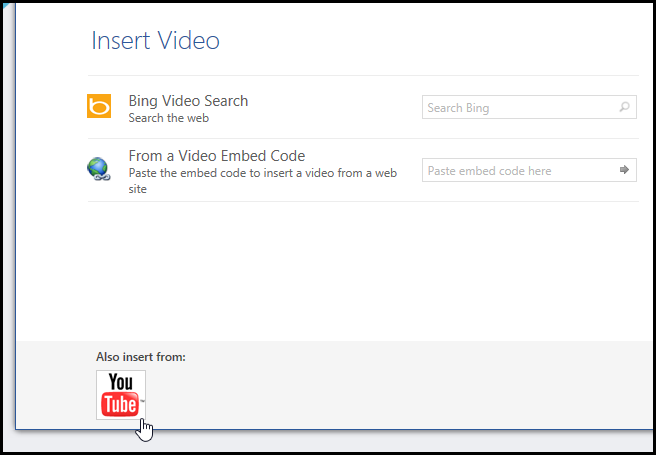 Insert Video
Bing Video Search
Search the web
Search Bing
From a Video Embed Code
Paste the embed code to insert a video from a web
site
Paste embed code here
Also insert from:
You
Tube